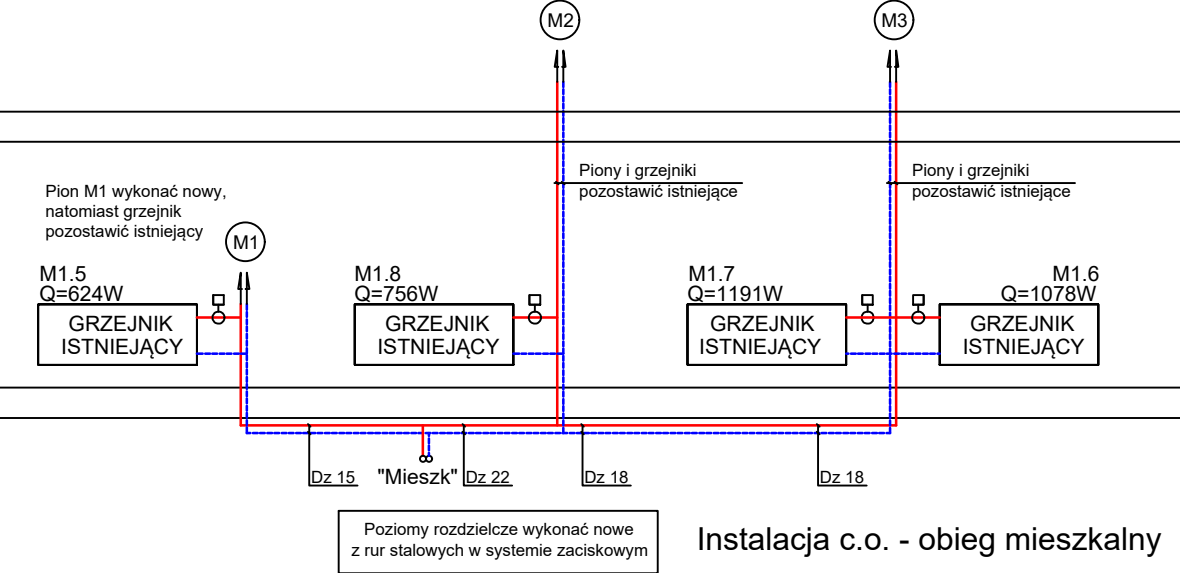 M2
M3
Piony i grzejniki
pozostawić istniejące
Piony i grzejniki
pozostawić istniejące
Pion M1 wykonać nowy,
natomiast grzejnik
pozostawić istniejący
M1
M1.5
Q=624W
GRZEJNIK
ISTNIEJĄCY
M1.8
Q=756W
GRZEJNIK
ISTNIEJĄCY
M1.7
Q=1191W
GRZEJNIK
ISTNIEJĄCY
M1.6
Q=1078W
GRZEJNIK
ISTNIEJĄCY
Dz 15
"Mieszk"
Dz 22
Dz 18
Dz 18
Poziomy rozdzielcze wykonać nowe
z rur stalowych w systemie zaciskowym
Instalacja c.o. - obieg mieszkalny